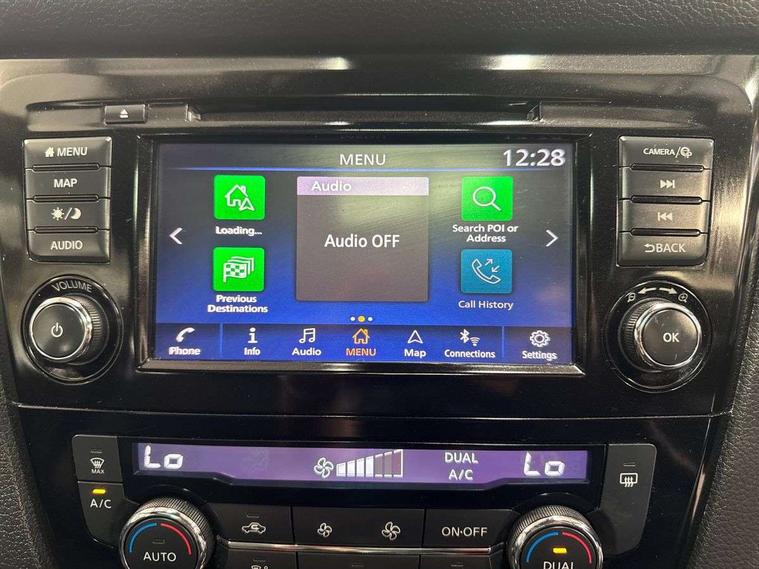 MENU
MAP
AUDIO
VOLUME
MENU 12:28
Audio
Audio OFF
Loading...
Previous
Destinations
Search POI or
Address
Call History
Phone
Info
Audio
MENU
Map
Connections
Settings
CAMERA/
BACK
OK
MAX
A/C
Lo
DUAL
A/C
Lo
AUTO
ON·OFF
DUAL